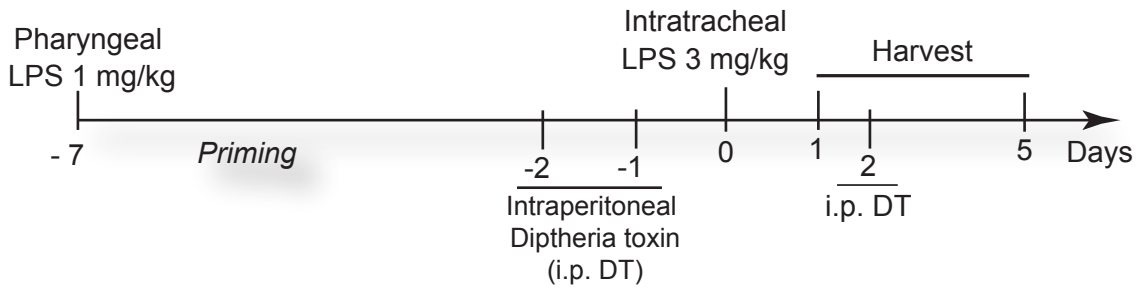 Pharyngeal
LPS 1 mg/kg
Intratracheal
LPS 3 mg/kg
Harvest
- 7
Priming
-2
-1
0
1
2
5
Days
Intraperitoneal
Diptheria toxin
(i.p. DT)
i.p. DT